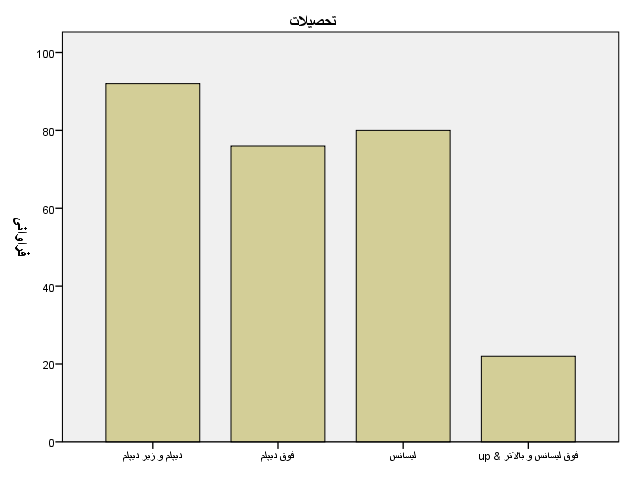 تحصیلات
100
80
60
40
20
0
فراوانی
دیپلم و زیر دیپلم
فوق دیپلم
لیسانس
فوق لیسانس و بالاتر & up